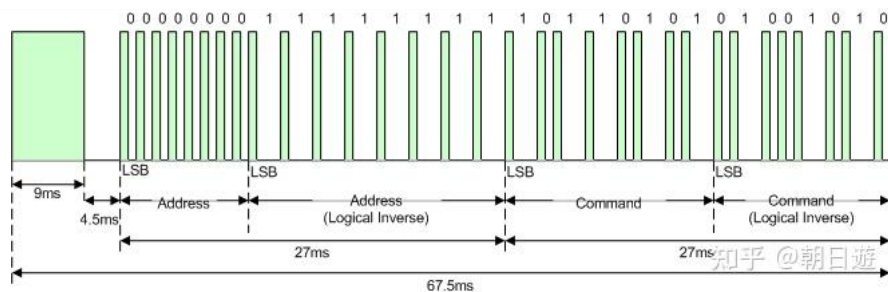 0 0 0 0 0 0 0 0 1 1 1 1 1 1 1 1 1 0 1 1 0 1 0 1 0 1 0 0 1 0 1 0
LSB LSB LSB LSB
9ms 4.5ms Address Address Command Command
(Logical Inverse) (Logical Inverse)
27ms 27ms
知乎 @朝日遊
67.5ms